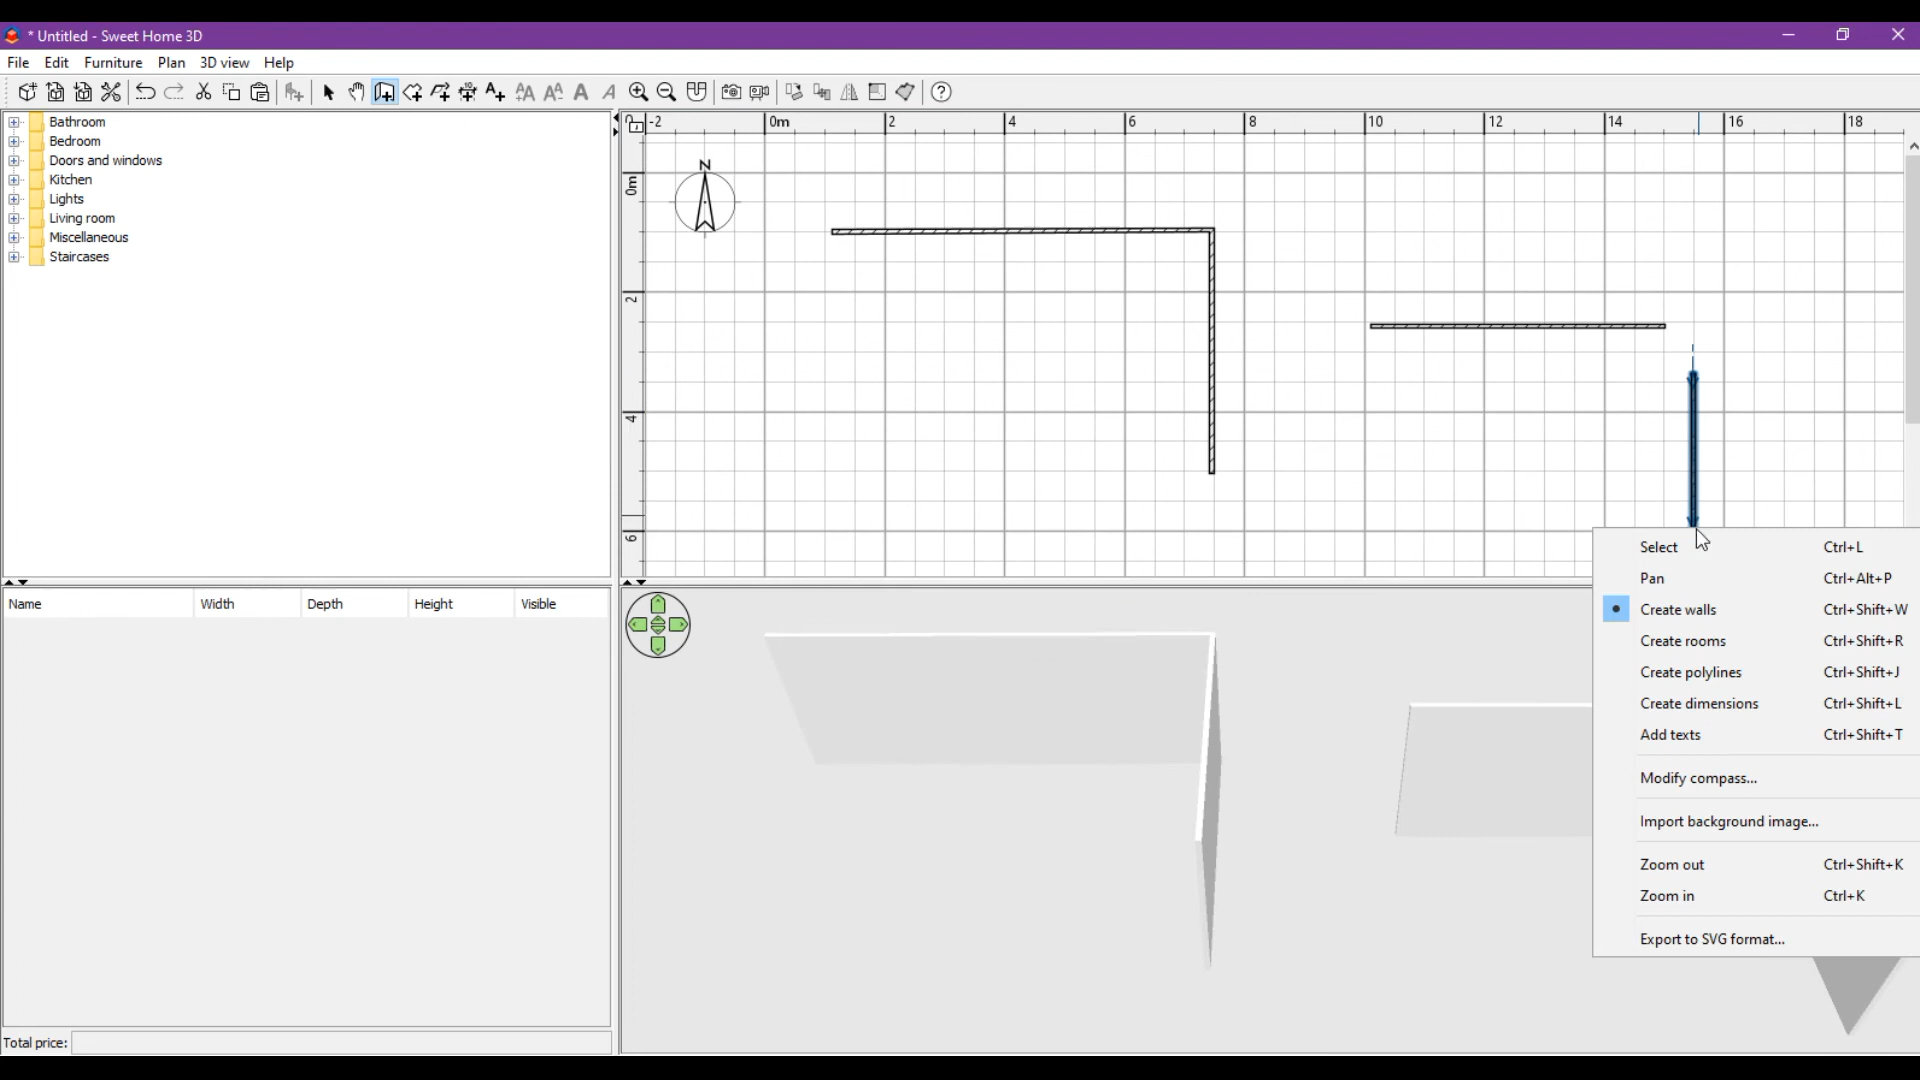 * Untitled - Sweet Home 3D
File Edit Furniture Plan 3D view Help
Bathroom
Bedroom
Doors and windows
Kitchen
Lights
Living room
Miscellaneous
Staircases
-2 0m 2 4 6 8 10 12 14 16 18
0m
2
4
6
N
Select Ctrl+L
Pan Ctrl+Alt+P
Create walls Ctrl+Shift+W
Create rooms Ctrl+Shift+R
Create polylines Ctrl+Shift+J
Create dimensions Ctrl+Shift+L
Add texts Ctrl+Shift+T
Modify compass...
Import background image...
Zoom out Ctrl+Shift+K
Zoom in Ctrl+K
Export to SVG format...
Name Width Depth Height Visible
Total price: